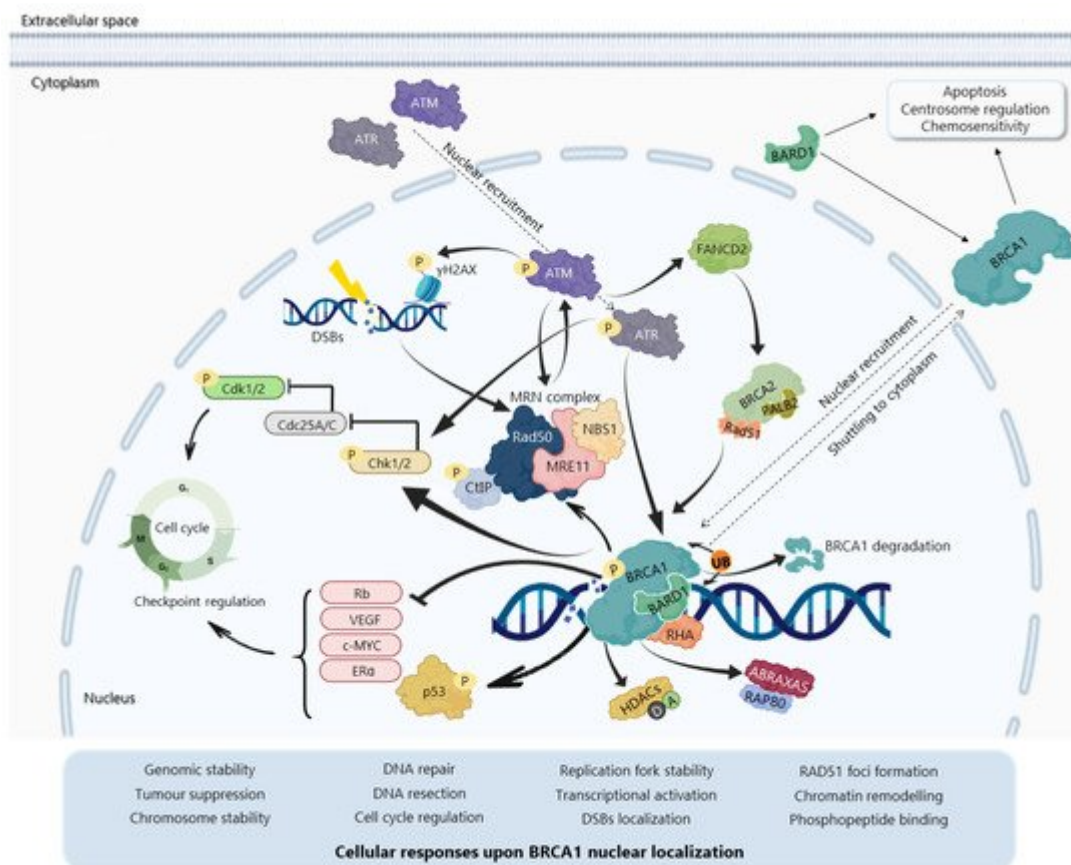 Extracellular space
Cytoplasm
ATM
ATR
Nuclear recruitment
Apoptosis
Centrosome regulation
Chemosensitivity
BARD1
BRCA1
FANCD2
P
γH2AX
P
ATM
DSBs
P
ATR
Nuclear recruitment
Shuttling to cytoplasm
BRCA2
PALB2
Rad51
P
Cdk1/2
Cdc25A/C
P
Chk1/2
MRN complex
Rad50
NBS1
MRE11
P
CtIP
G₁
Cell cycle
M
S
G₂
Checkpoint regulation
P
BRCA1
BARD1
RHA
UB
BRCA1 degradation
Rb
VEGF
c-MYC
ERα
p53
P
HDACs
D
A
ABRAXAS
RAP80
Nucleus
Genomic stability
DNA repair
Replication fork stability
RAD51 foci formation
Tumour suppression
DNA resection
Transcriptional activation
Chromatin remodelling
Chromosome stability
Cell cycle regulation
DSBs localization
Phosphopeptide binding
Cellular responses upon BRCA1 nuclear localization